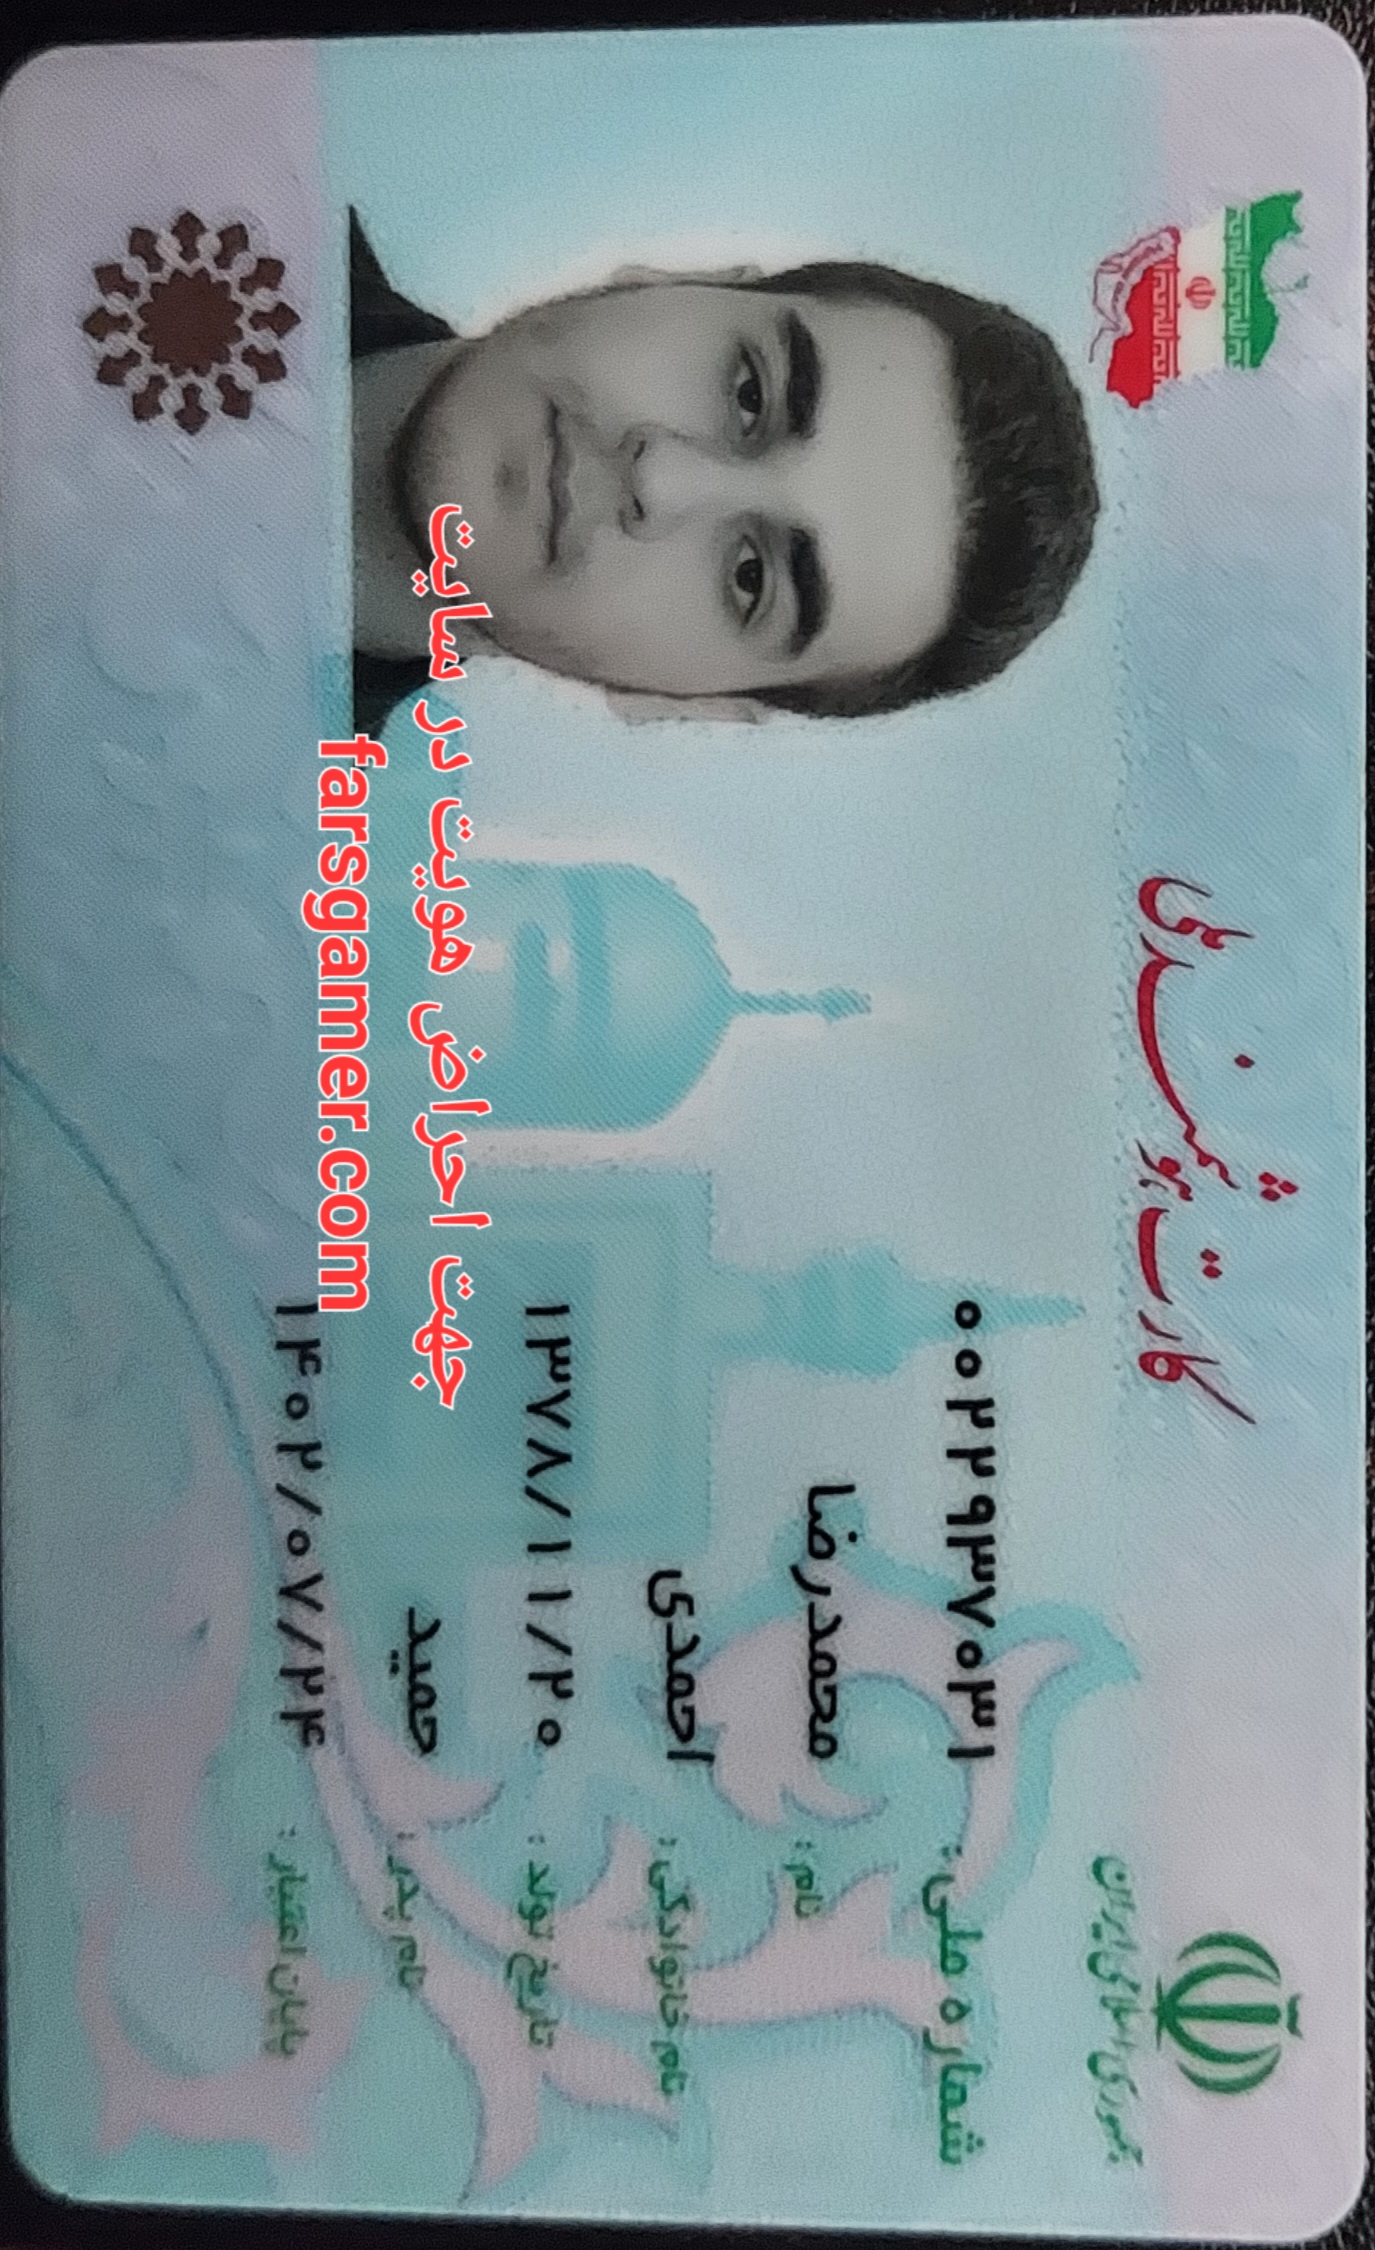 جمهوری اسلامی ایران
کارت هوشمند ملی
شماره ملی: ۰۰۲۲۹۳۷۰۳۱
نام: محمدرضا
نام خانوادگی: احمدی
تاریخ تولد: ۱۳۷۸/۱۱/۲۰
نام پدر: حمید
پایان اعتبار: ۱۴۰۲/۰۷/۲۴
جهت احراض هویت در سایت
farsgamer.com